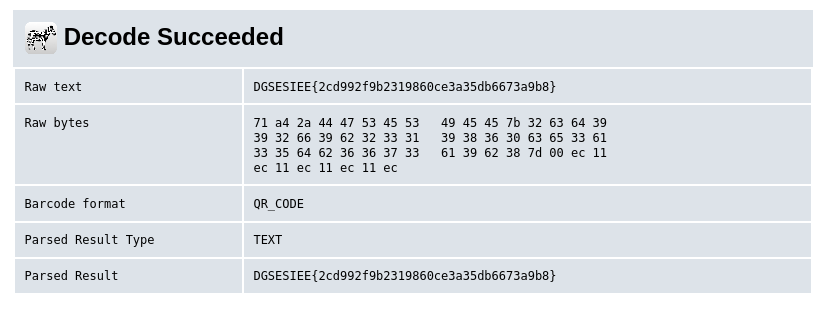 Decode Succeeded
Raw text DGSESIEE{2cd992f9b2319860ce3a35db6673a9b8}
Raw bytes 71 a4 2a 44 47 53 45 53 49 45 45 7b 32 63 64 39
39 32 66 39 62 32 33 31 39 38 36 30 63 65 33 61
33 35 64 62 36 36 37 33 61 39 62 38 7d 00 ec 11
ec 11 ec 11 ec 11 ec
Barcode format QR_CODE
Parsed Result Type TEXT
Parsed Result DGSESIEE{2cd992f9b2319860ce3a35db6673a9b8}